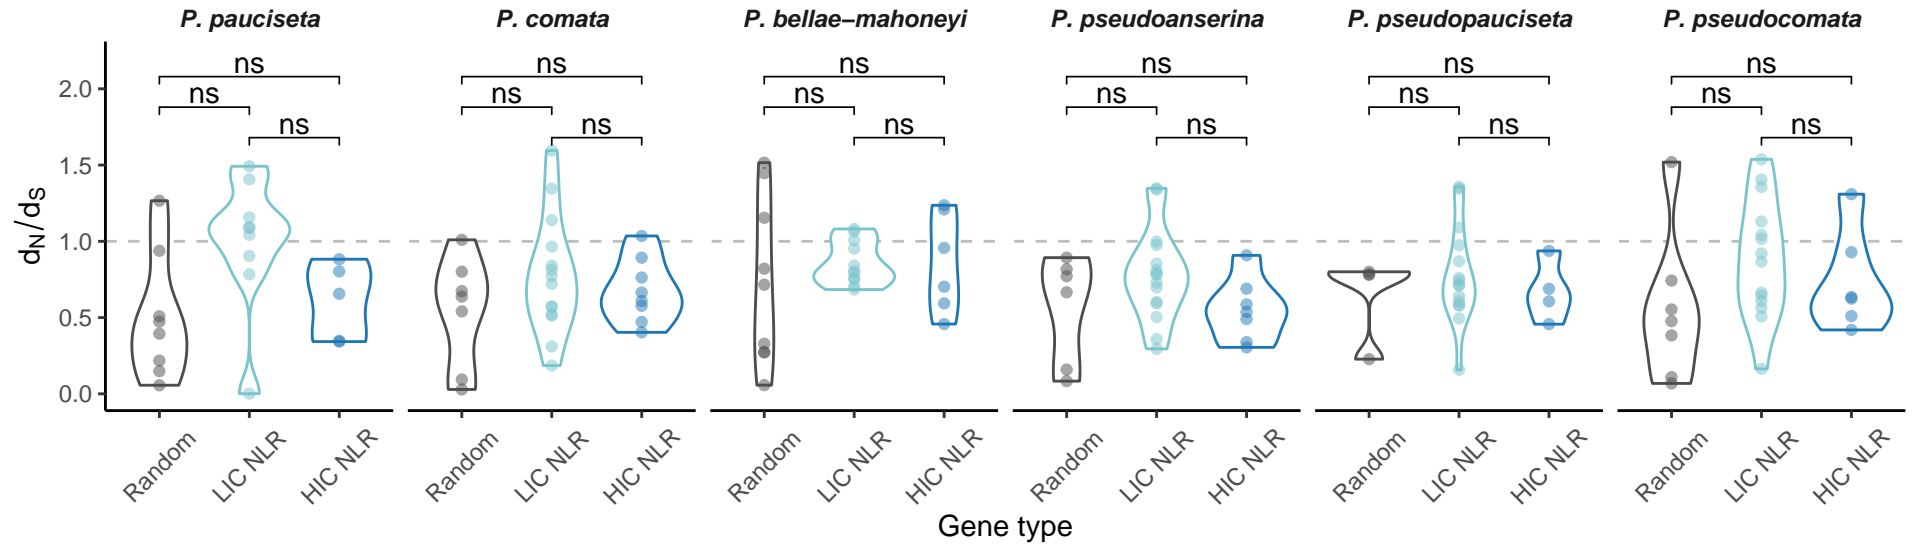 P. pauciseta P. comata P. bellae−mahoneyi P. pseudoanserina P. pseudopauciseta P. pseudocomata
ns ns ns ns ns ns
2.0
ns ns ns ns ns ns
ns ns ns ns ns ns
1.5
1.0
0.5
0.0
dN/dS
Random LIC NLR HIC NLR Random LIC NLR HIC NLR Random LIC NLR HIC NLR Random LIC NLR HIC NLR Random LIC NLR HIC NLR Random LIC NLR HIC NLR
Gene type